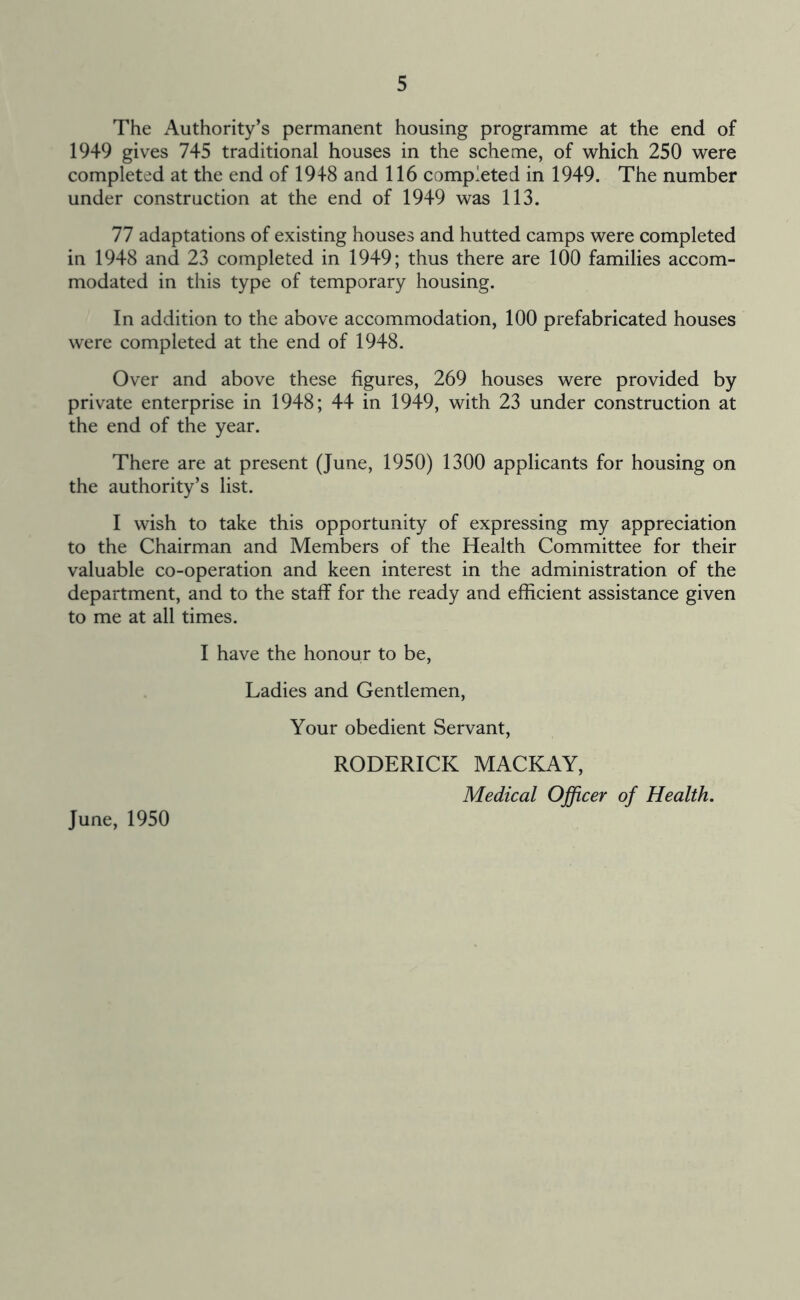 5
The Authority’s permanent housing programme at the end of
1949 gives 745 traditional houses in the scheme, of which 250 were
completed at the end of 1948 and 116 completed in 1949. The number
under construction at the end of 1949 was 113.
77 adaptations of existing houses and hutted camps were completed
in 1948 and 23 completed in 1949; thus there are 100 families accom-
modated in this type of temporary housing.
In addition to the above accommodation, 100 prefabricated houses
were completed at the end of 1948.
Over and above these figures, 269 houses were provided by
private enterprise in 1948; 44 in 1949, with 23 under construction at
the end of the year.
There are at present (June, 1950) 1300 applicants for housing on
the authority’s list.
I wish to take this opportunity of expressing my appreciation
to the Chairman and Members of the Health Committee for their
valuable co-operation and keen interest in the administration of the
department, and to the staff for the ready and efficient assistance given
to me at all times.
I have the honour to be,
Ladies and Gentlemen,
Your obedient Servant,
RODERICK MACKAY,
Medical Officer of Health.
June, 1950